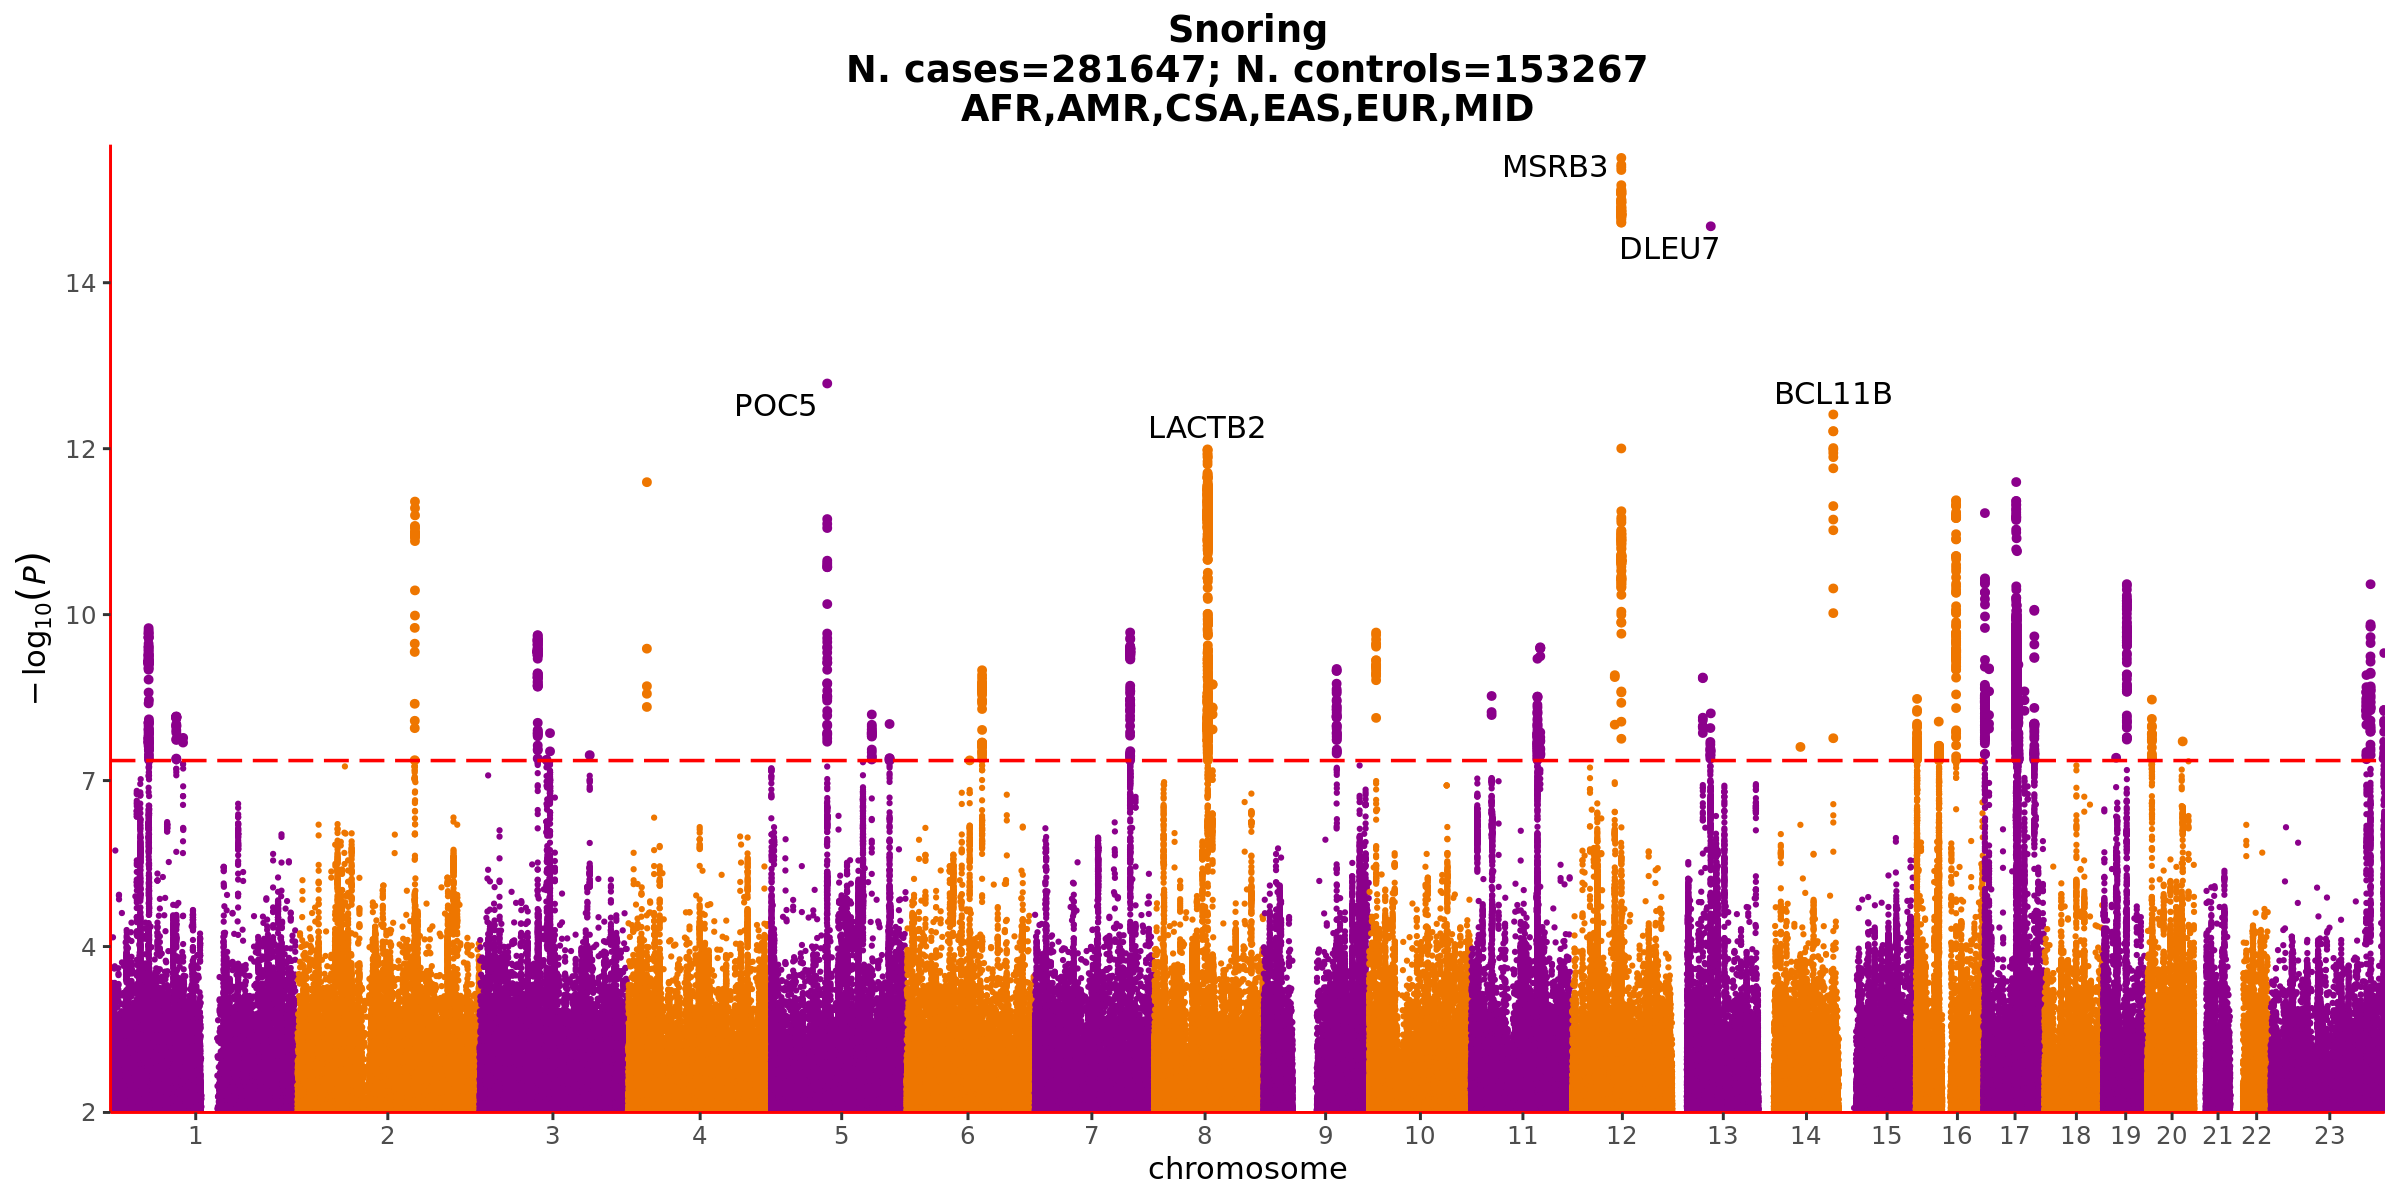 Snoring
N. cases=281647; N. controls=153267
AFR,AMR,CSA,EAS,EUR,MID
MSRB3
DLEU7
14
POC5
BCL11B
LACTB2
12
10
7
4
2
−log10(P)
1 2 3 4 5 6 7 8 9 10 11 12 13 14 15 16 17 18 19 20 21 22 23
chromosome